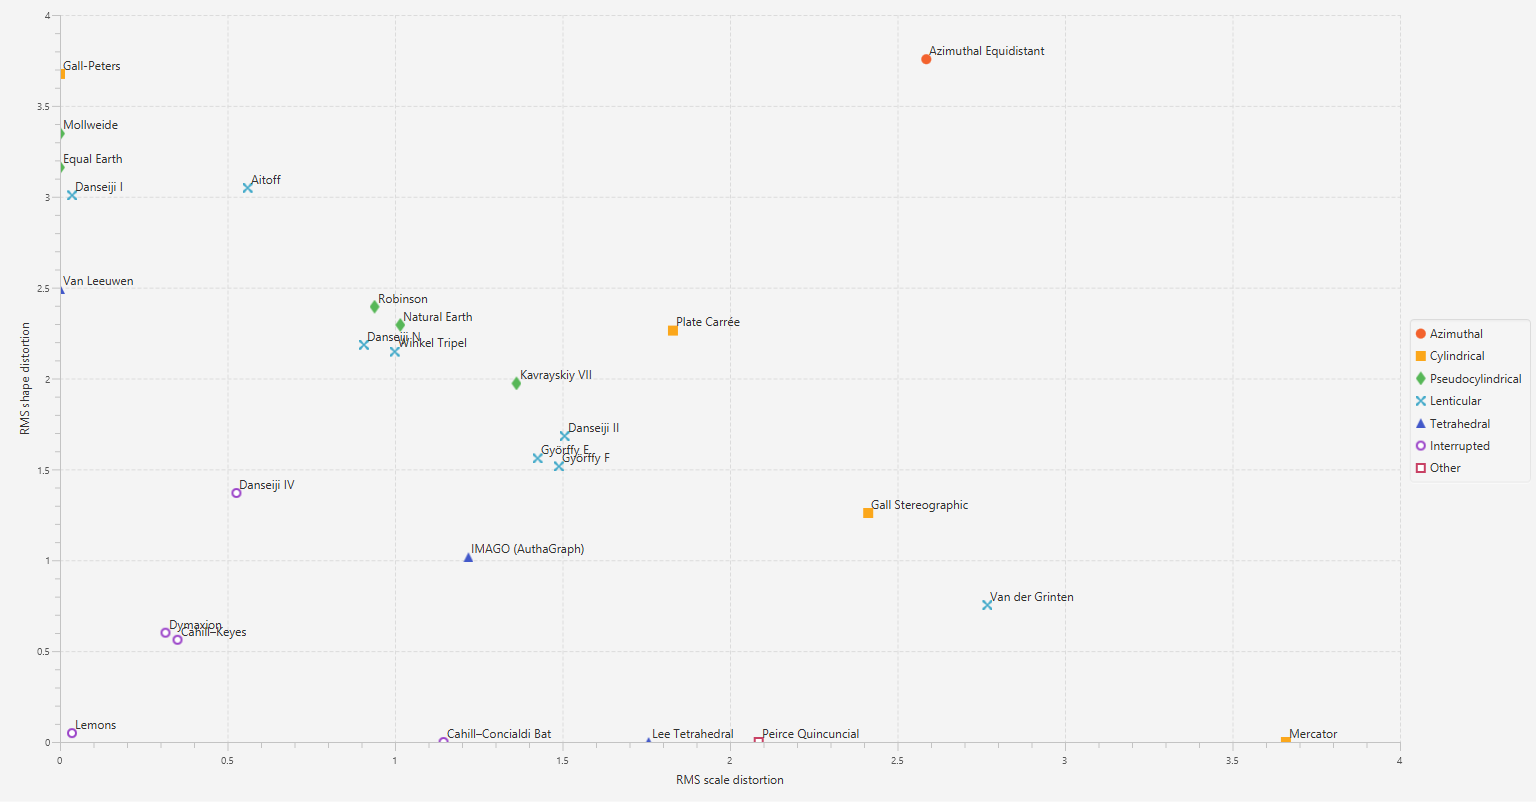 4
Azimuthal Equidistant
Gall-Peters
3.5
Mollweide
Equal Earth
Danseiji I
Aitoff
3
Van Leeuwen
2.5
Robinson
Natural Earth
Plate Carrée
Danseiji N
Winkel Tripel
RMS shape distortion
2
Kavrayskiy VII
Danseiji II
Györffy E
Györffy F
1.5
Danseiji IV
Gall Stereographic
IMAGO (AuthaGraph)
1
Van der Grinten
Dymaxion
Cahill–Keyes
0.5
Lemons
Cahill–Concialdi Bat
Lee Tetrahedral
Peirce Quincuncial
Mercator
0
0 0.5 1 1.5 2 2.5 3 3.5 4
RMS scale distortion
Azimuthal
Cylindrical
Pseudocylindrical
Lenticular
Tetrahedral
Interrupted
Other